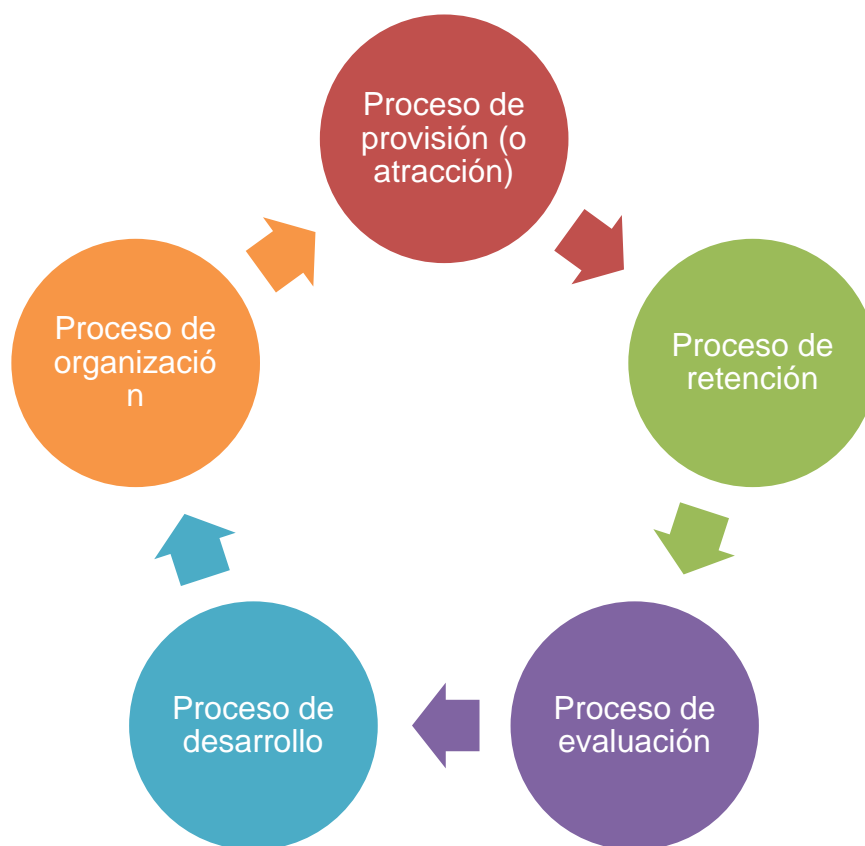 Proceso de
provisión (o
atracción)
Proceso de
retención
Proceso de
evaluación
Proceso de
desarrollo
Proceso de
organizació
n